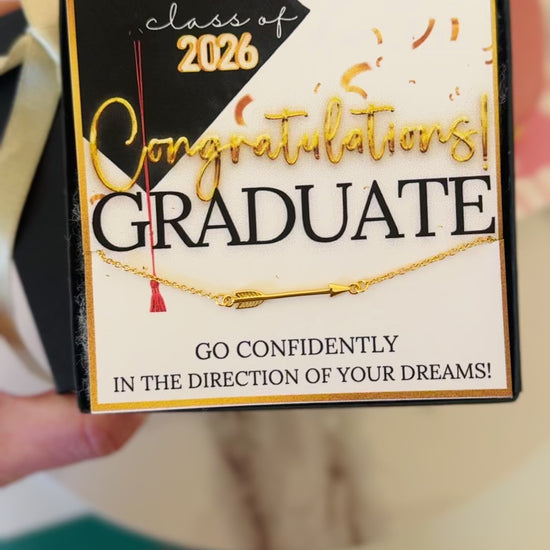 class of
2026
Congratulations!
GRADUATE
GO CONFIDENTLY
IN THE DIRECTION OF YOUR DREAMS!